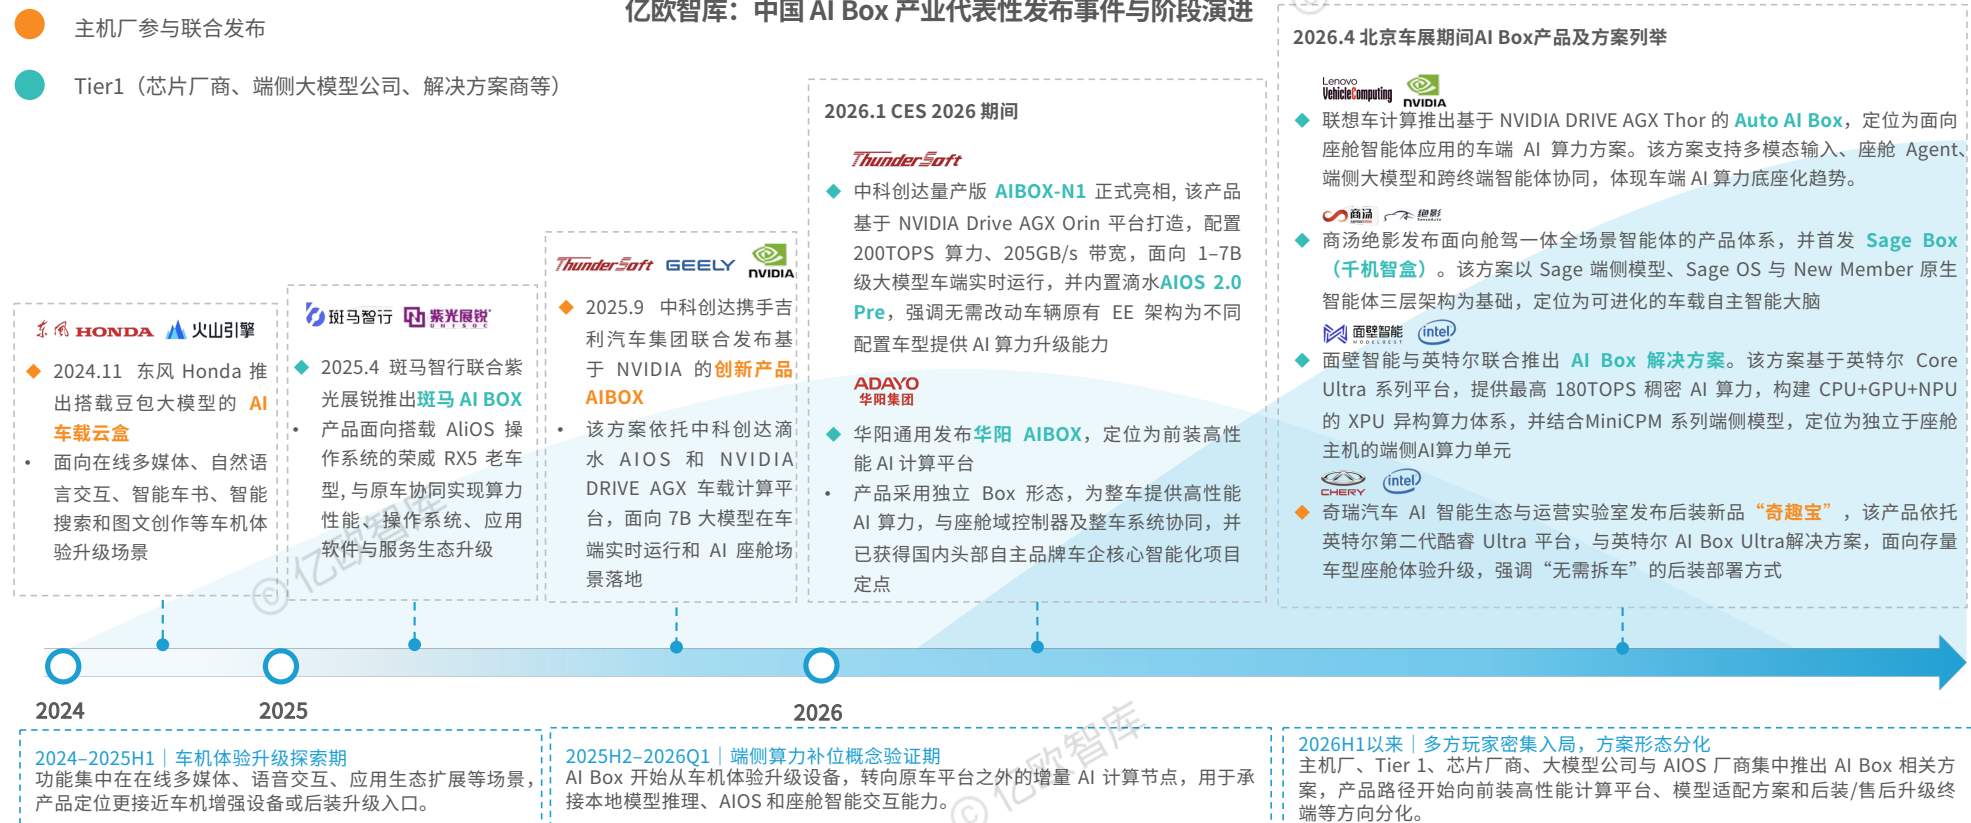 亿欧智库：中国 AI Box 产业代表性发布事件与阶段演进
主机厂参与联合发布
Tier1（芯片厂商、端侧大模型公司、解决方案商等）
HONDA 火山引擎
2024.11 东风 Honda 推
出搭载豆包大模型的 AI
车载云盒
• 面向在线多媒体、自然语
言交互、智能车书、智能
搜索和图文创作等车机体
验升级场景
斑马智行 紫光展锐
UNISOC
2025.4 斑马智行联合紫
光展锐推出斑马 AI BOX
• 产品面向搭载 AliOS 操
作系统的荣威 RX5 老车
型, 与原车协同实现算力
性能、操作系统、应用
软件与服务生态升级
ThunderSoft GEELY NVIDIA
2025.9 中科创达携手吉
利汽车集团联合发布基
于 NVIDIA 的创新产品
AIBOX
• 该方案依托中科创达滴
水 AIOS 和 NVIDIA
DRIVE AGX 车载计算平
台，面向 7B 大模型在车
端实时运行和 AI 座舱场
景落地
2026.1 CES 2026 期间
ThunderSoft
中科创达量产版 AIBOX-N1 正式亮相, 该产品
基于 NVIDIA Drive AGX Orin 平台打造，配置
200TOPS 算力、205GB/s 带宽，面向 1–7B
级大模型车端实时运行，并内置滴水AIOS 2.0
Pre，强调无需改动车辆原有 EE 架构为不同
配置车型提供 AI 算力升级能力
ADAYO
华阳集团
华阳通用发布华阳 AIBOX，定位为前装高性
能 AI 计算平台
• 产品采用独立 Box 形态，为整车提供高性能
AI 算力，与座舱域控制器及整车系统协同，并
已获得国内头部自主品牌车企核心智能化项目
定点
2026.4 北京车展期间AI Box产品及方案列举
Lenovo
VehicleComputing NVIDIA
联想车计算推出基于 NVIDIA DRIVE AGX Thor 的 Auto AI Box，定位为面向
座舱智能体应用的车端 AI 算力方案。该方案支持多模态输入、座舱 Agent、
端侧大模型和跨终端智能体协同，体现车端 AI 算力底座化趋势。
商汤 绝影
商汤绝影发布面向舱驾一体全场景智能体的产品体系，并首发 Sage Box
（千机智盒）。该方案以 Sage 端侧模型、Sage OS 与 New Member 原生
智能体三层架构为基础，定位为可进化的车载自主智能大脑
面壁智能 intel
MODELBEST
面壁智能与英特尔联合推出 AI Box 解决方案。该方案基于英特尔 Core
Ultra 系列平台，提供最高 180TOPS 稠密 AI 算力，构建 CPU+GPU+NPU
的 XPU 异构算力体系，并结合MiniCPM 系列端侧模型，定位为独立于座舱
主机的端侧AI算力单元
CHERY intel
奇瑞汽车 AI 智能生态与运营实验室发布后装新品“奇趣宝”，该产品依托
英特尔第二代酷睿 Ultra 平台，与英特尔 AI Box Ultra解决方案，面向存量
车型座舱体验升级，强调“无需拆车”的后装部署方式
2024
2025
2026
2024–2025H1｜车机体验升级探索期
功能集中在在线多媒体、语音交互、应用生态扩展等场景，
产品定位更接近车机增强设备或后装升级入口。
2025H2–2026Q1｜端侧算力补位概念验证期
AI Box 开始从车机体验升级设备，转向原车平台之外的增量 AI 计算节点，用于承
接本地模型推理、AIOS 和座舱智能交互能力。
2026H1以来｜多方玩家密集入局，方案形态分化
主机厂、Tier 1、芯片厂商、大模型公司与 AIOS 厂商集中推出 AI Box 相关方
案，产品路径开始向前装高性能计算平台、模型适配方案和后装/售后升级终
端等方向分化。
© 亿欧智库
© 亿欧智库